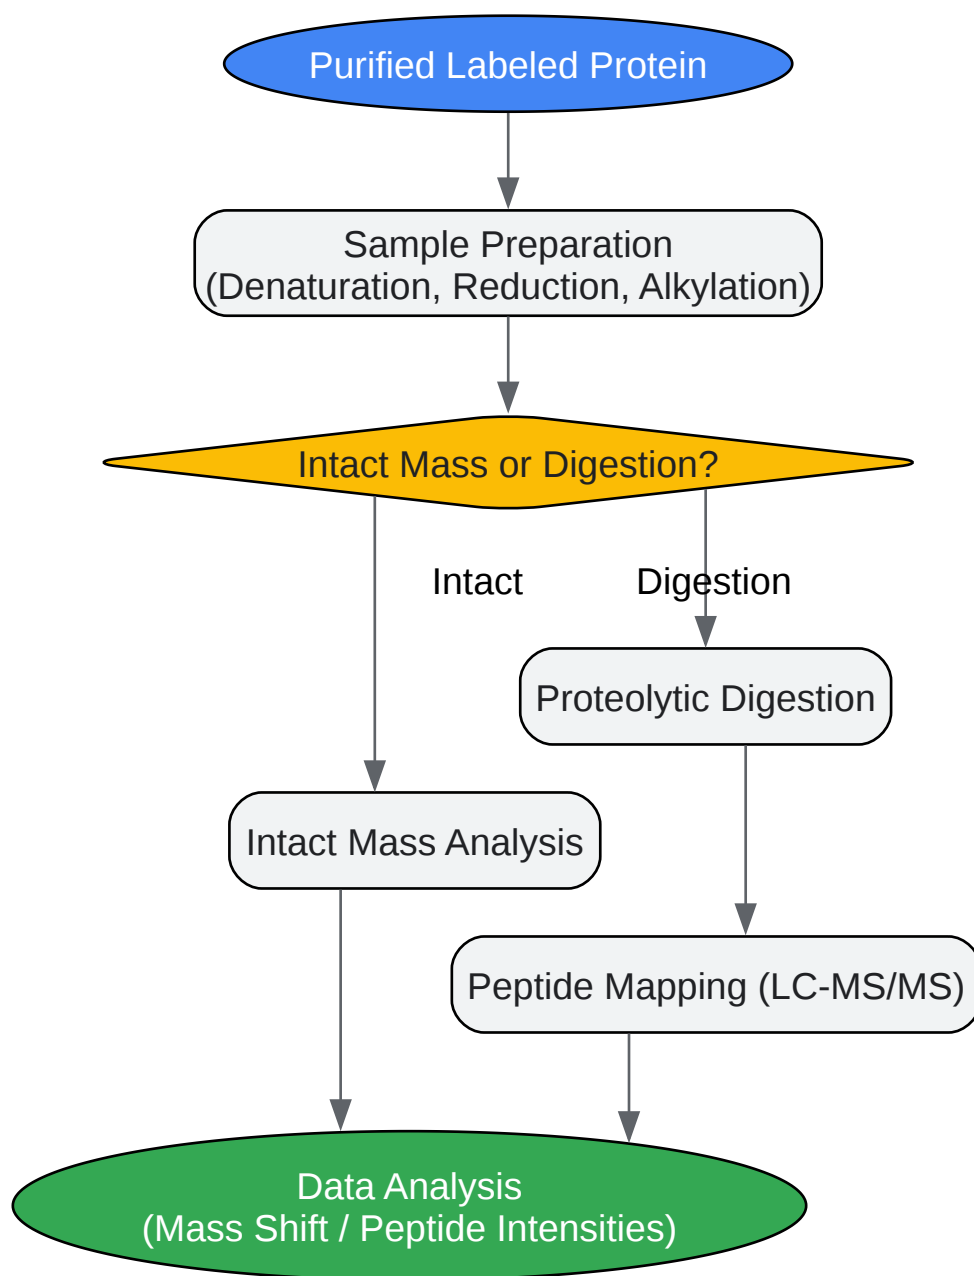 Purified Labeled Protein
Sample Preparation
(Denaturation, Reduction, Alkylation)
Intact Mass or Digestion?
Intact
Digestion
Proteolytic Digestion
Intact Mass Analysis
Peptide Mapping (LC-MS/MS)
Data Analysis
(Mass Shift / Peptide Intensities)